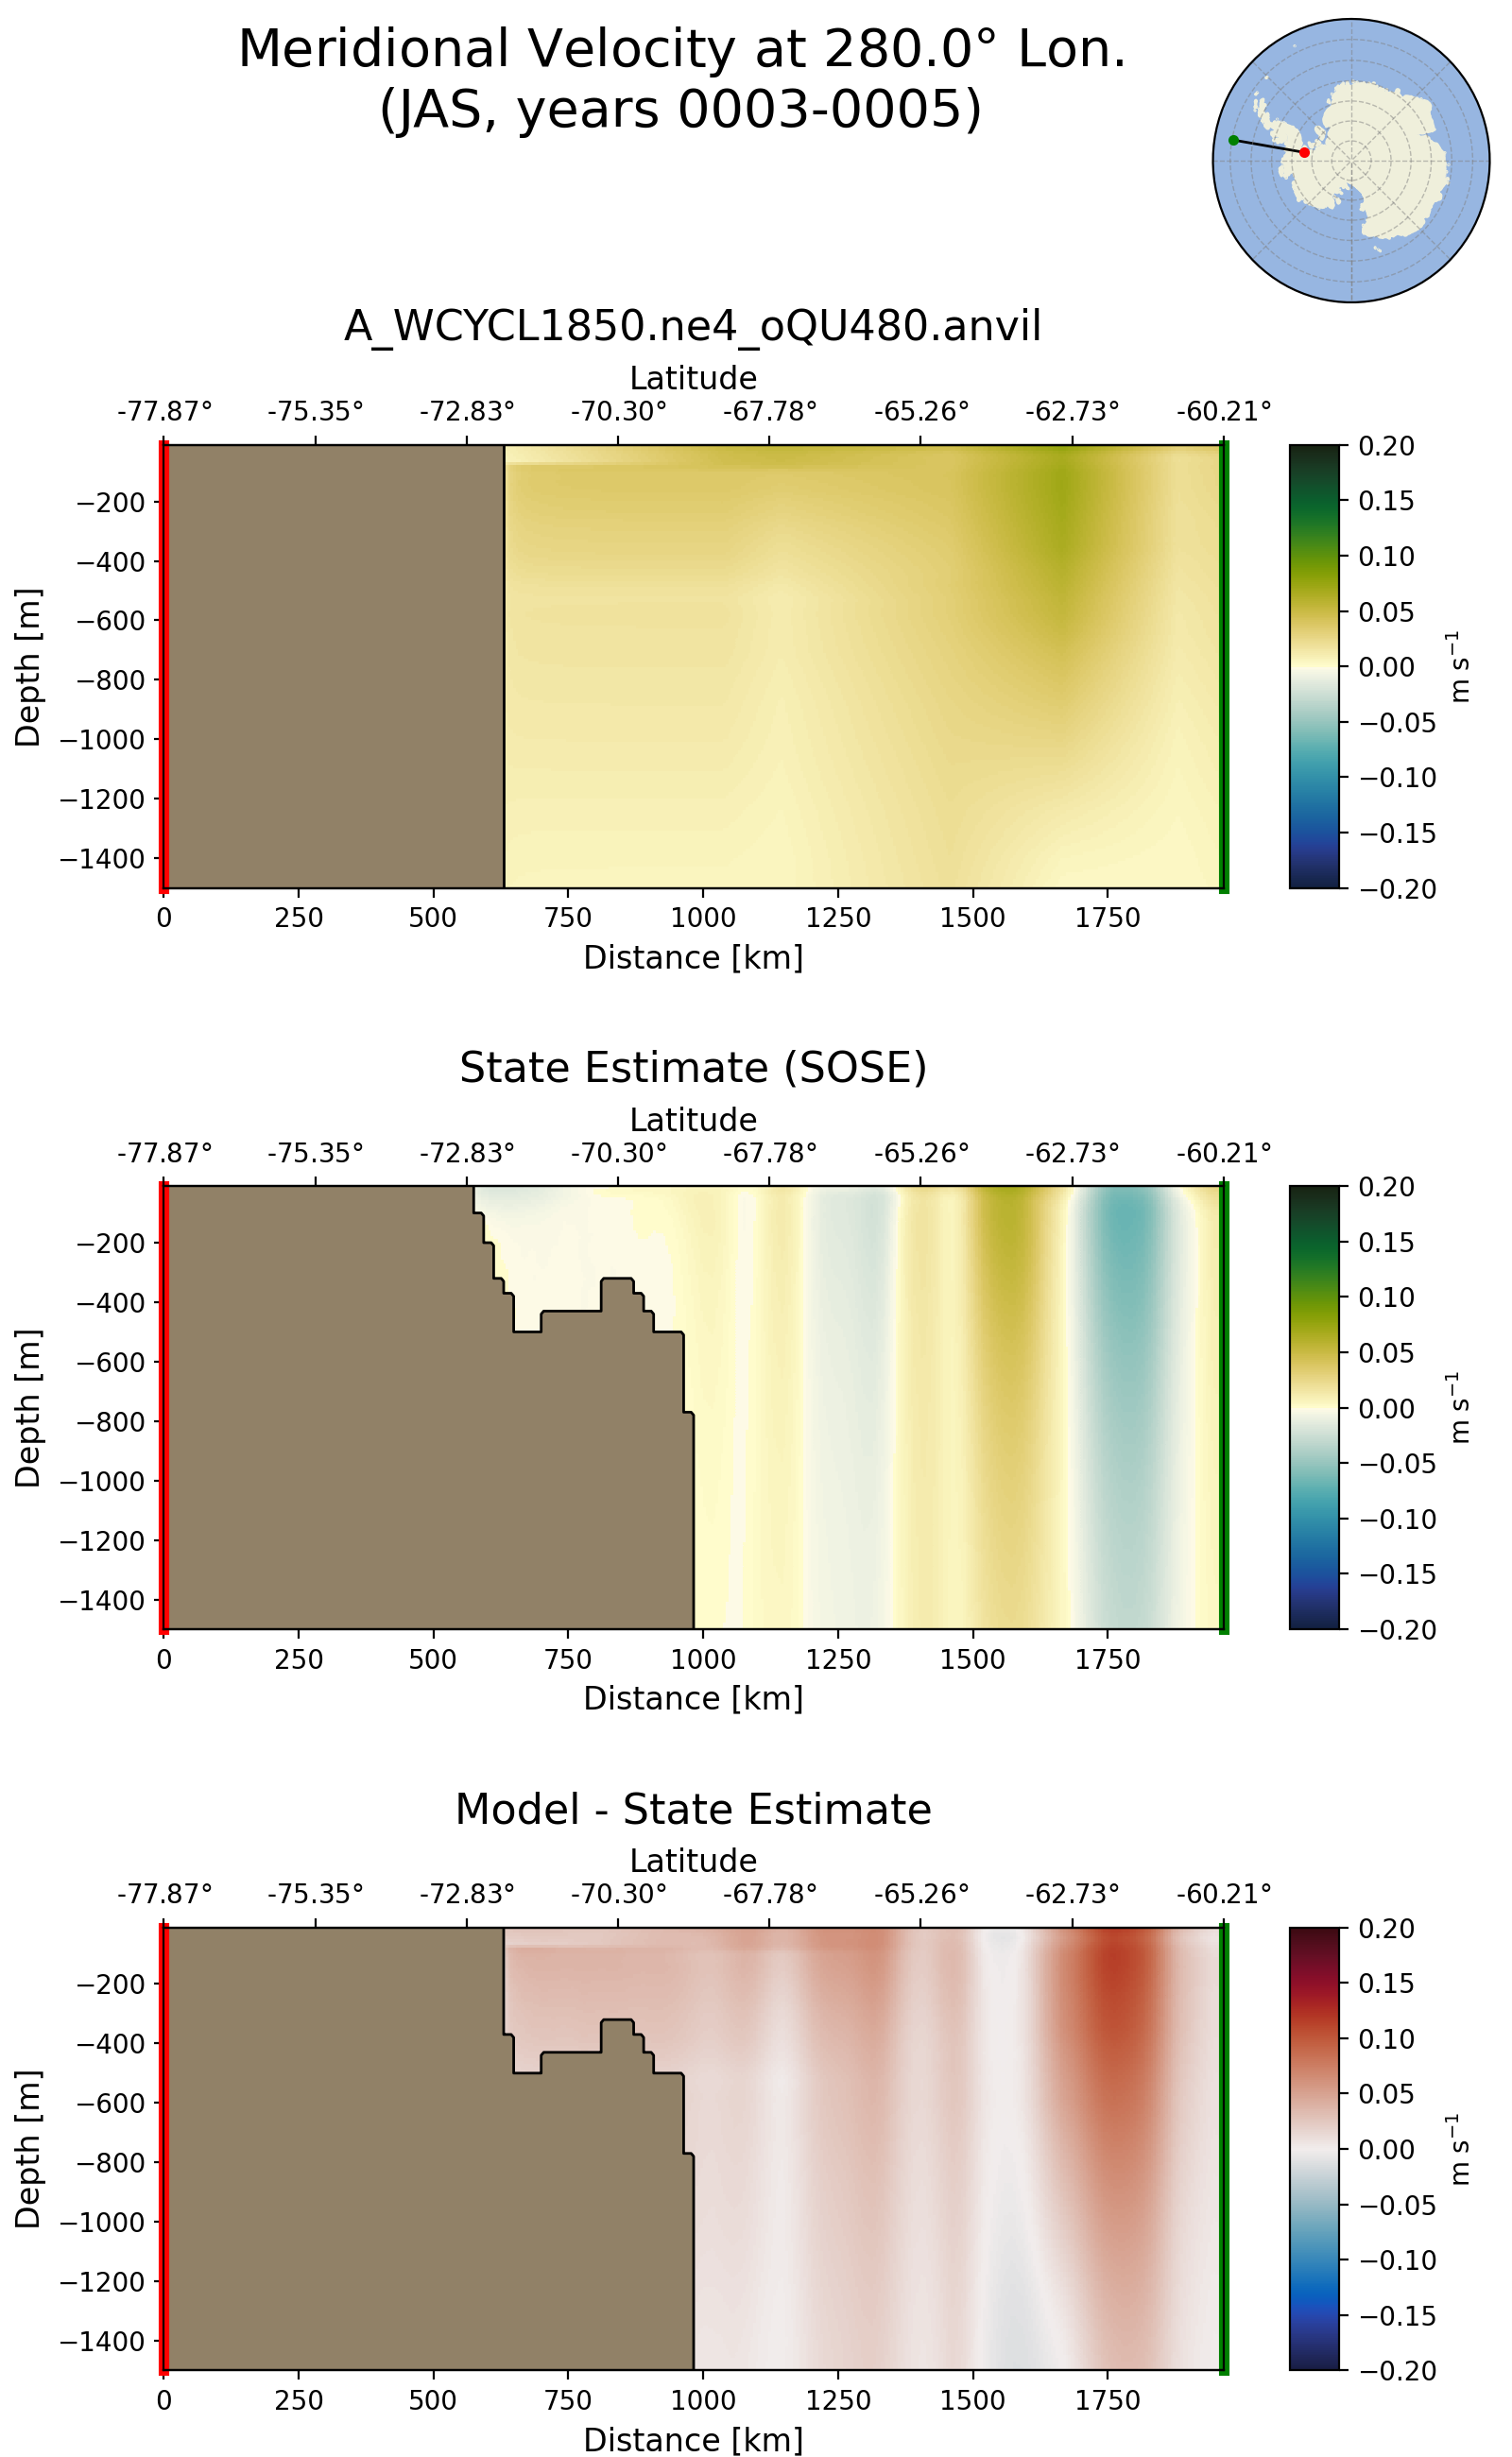 Meridional Velocity at 280.0° Lon.
(JAS, years 0003-0005)
A_WCYCL1850.ne4_oQU480.anvil
Latitude
-77.87° -75.35° -72.83° -70.30° -67.78° -65.26° -62.73° -60.21°
Depth [m]
−200
−400
−600
−800
−1000
−1200
−1400
0 250 500 750 1000 1250 1500 1750
Distance [km]
0.20
0.15
0.10
0.05
0.00
−0.05
−0.10
−0.15
−0.20
m s⁻¹
State Estimate (SOSE)
Latitude
-77.87° -75.35° -72.83° -70.30° -67.78° -65.26° -62.73° -60.21°
Depth [m]
−200
−400
−600
−800
−1000
−1200
−1400
0 250 500 750 1000 1250 1500 1750
Distance [km]
0.20
0.15
0.10
0.05
0.00
−0.05
−0.10
−0.15
−0.20
m s⁻¹
Model - State Estimate
Latitude
-77.87° -75.35° -72.83° -70.30° -67.78° -65.26° -62.73° -60.21°
Depth [m]
−200
−400
−600
−800
−1000
−1200
−1400
0 250 500 750 1000 1250 1500 1750
Distance [km]
0.20
0.15
0.10
0.05
0.00
−0.05
−0.10
−0.15
−0.20
m s⁻¹